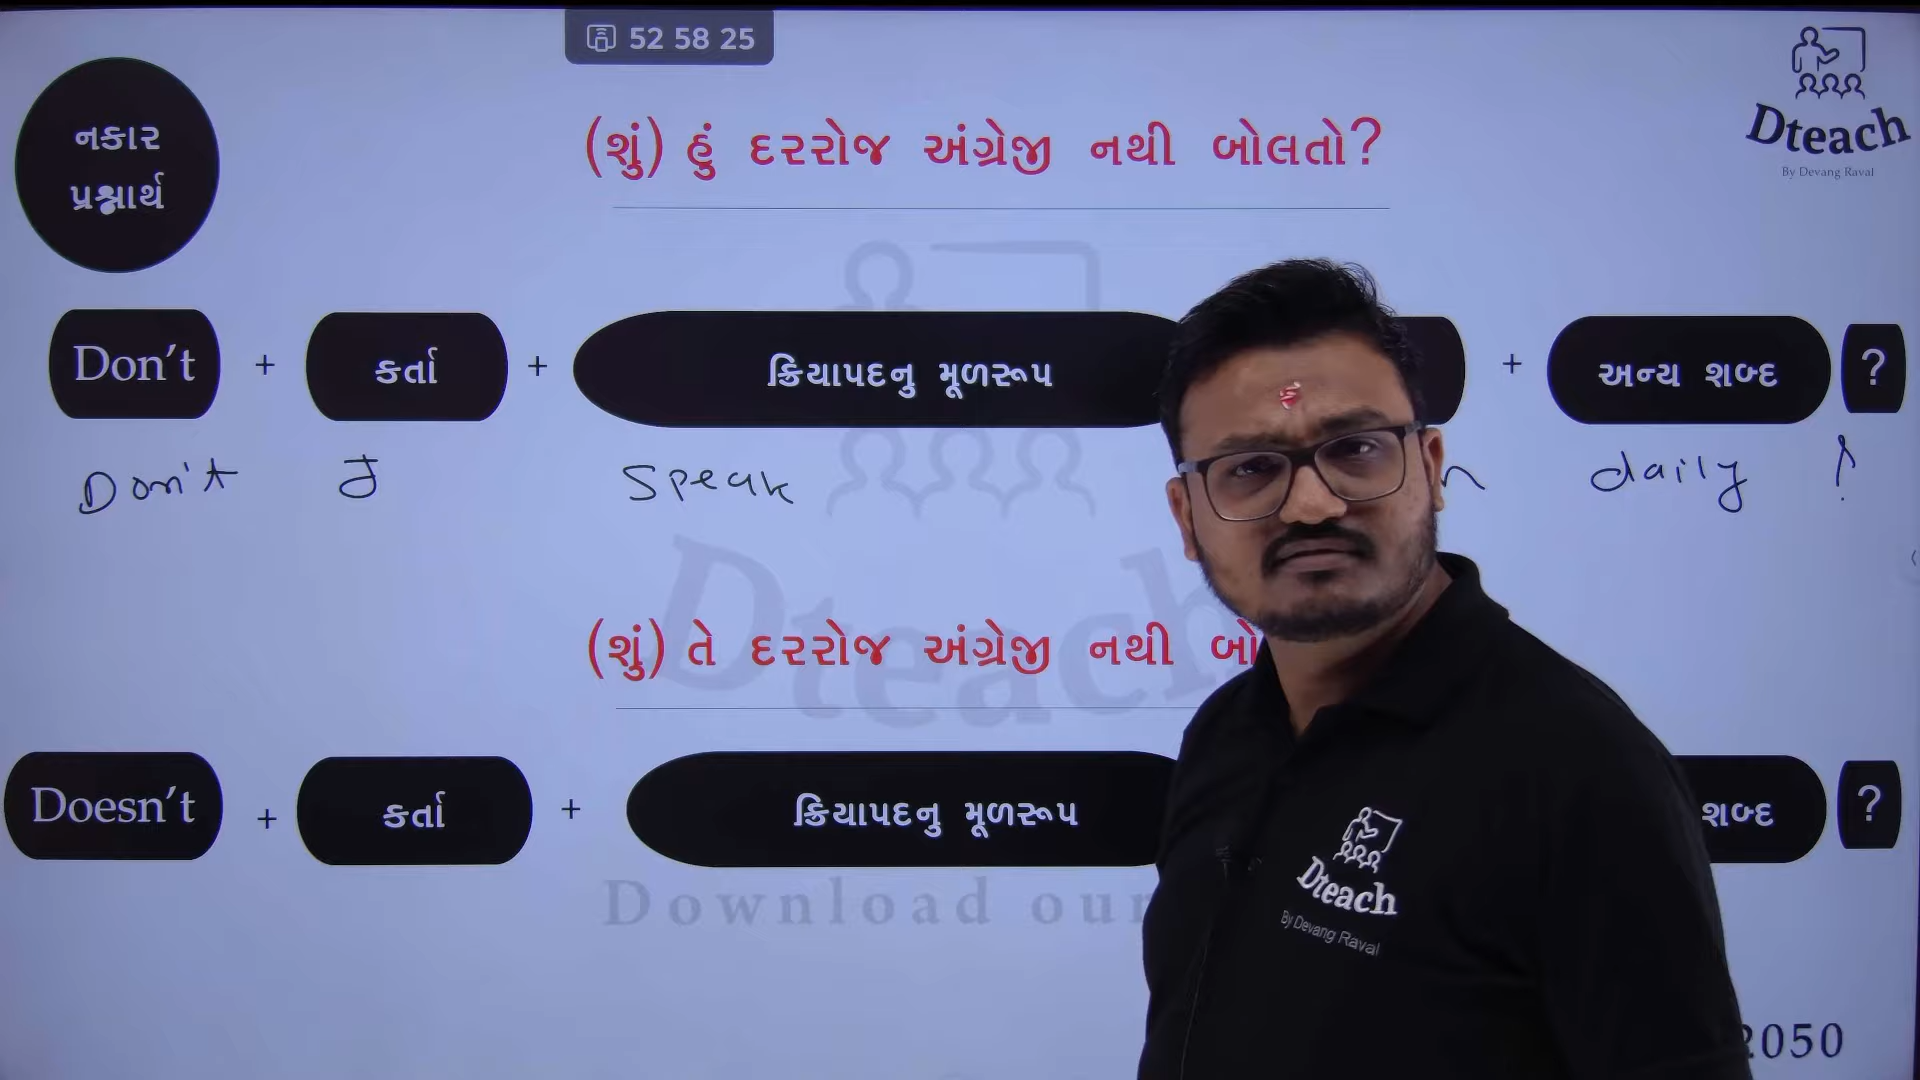 52 58 25
Dteach
By Devang Raval
નકાર
પ્રશ્નાર્થ
(શું) હું દરરોજ અંગ્રેજી નથી બોલતો?
Don't + કર્તા + ક્રિયાપદનુ મૂળરૂપ + અન્ય શબ્દ ?
Don't I Speak daily ?
(શું) તે દરરોજ અંગ્રેજી નથી
Doesn't + કર્તા + ક્રિયાપદનુ મૂળરૂપ શબ્દ ?
Dteach
Download our
Dteach
By Devang Raval
2050